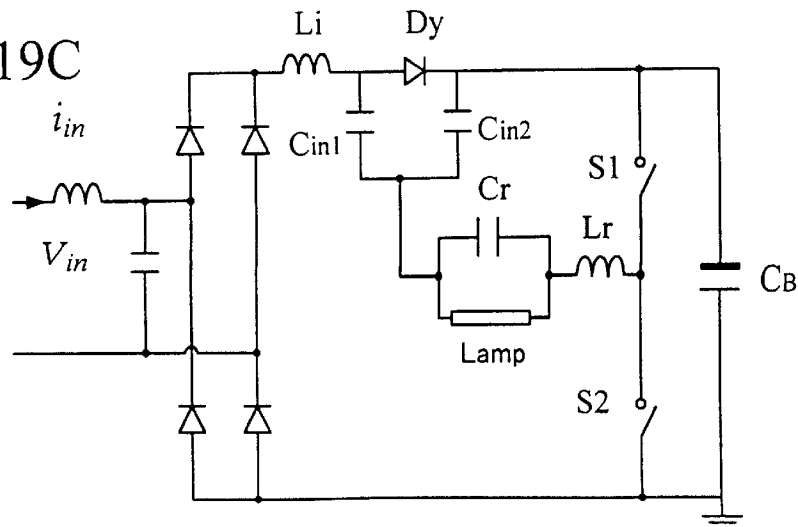 19C
Li
Dy
i_in
Cin1
Cin2
S1
Cr
Lr
V_in
CB
Lamp
S2